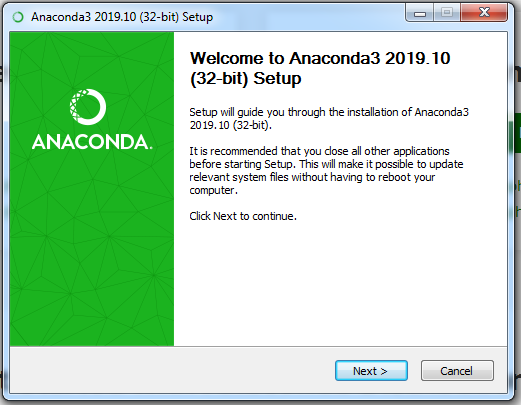 Anaconda3 2019.10 (32-bit) Setup
Welcome to Anaconda3 2019.10
(32-bit) Setup
ANACONDA.
Setup will guide you through the installation of Anaconda3
2019.10 (32-bit).
It is recommended that you close all other applications
before starting Setup. This will make it possible to update
relevant system files without having to reboot your
computer.
Click Next to continue.
Next >
Cancel